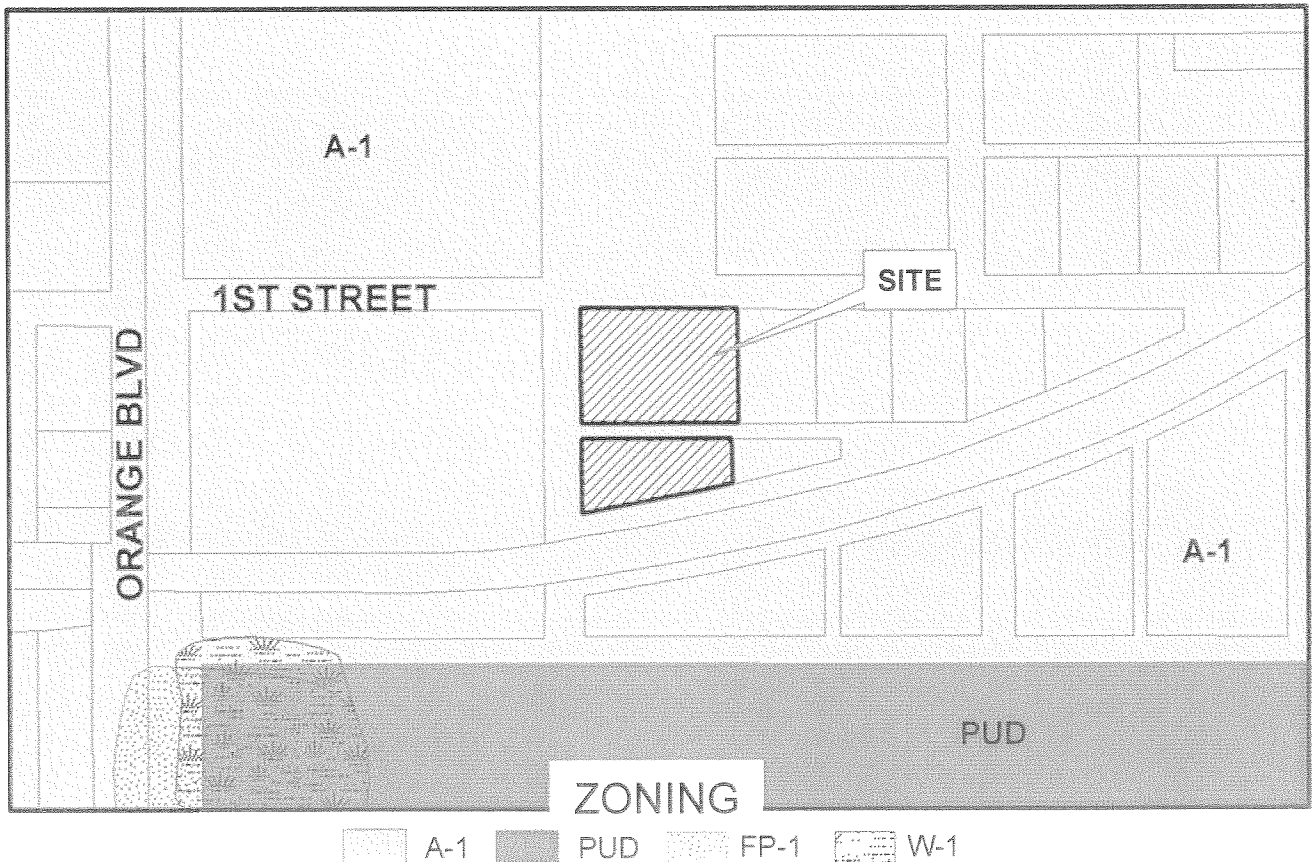 A-1
SITE
1ST STREET
ORANGE BLVD
A-1
PUD
ZONING
A-1 PUD FP-1 W-1